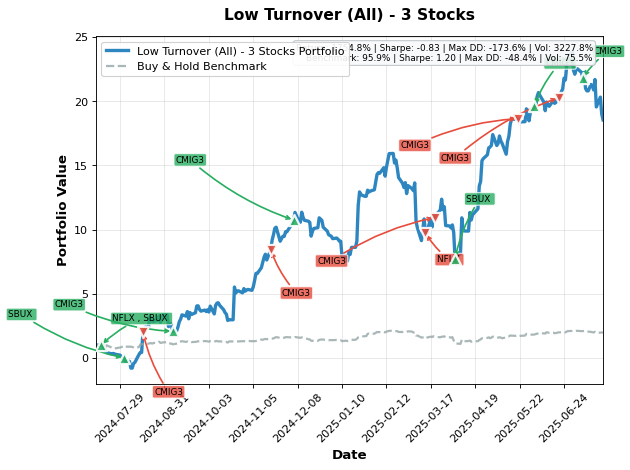 Low Turnover (All) - 3 Stocks
Low Turnover (All) - 3 Stocks Portfolio
Buy & Hold Benchmark
4.8% | Sharpe: -0.83 | Max DD: -173.6% | Vol: 3227.8%
Benchmark: 95.9% | Sharpe: 1.20 | Max DD: -48.4% | Vol: 75.5%
CMIG3
CMIG3
CMIG3
CMIG3
SBUX
CMIG3
NFLX
CMIG3
CMIG3
SBUX
NFLX , SBUX
CMIG3
Portfolio Value
25
20
15
10
5
0
2024-07-29
2024-08-31
2024-10-03
2024-11-05
2024-12-08
2025-01-10
2025-02-12
2025-03-17
2025-04-19
2025-05-22
2025-06-24
Date